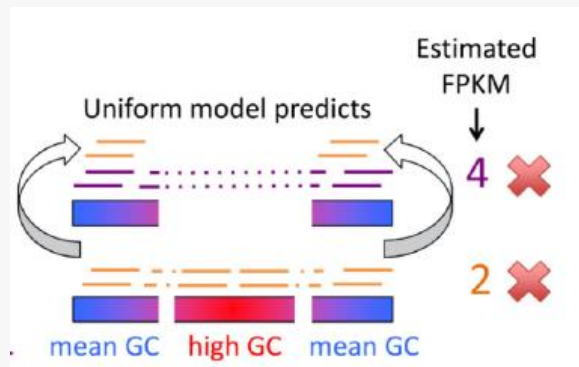 Estimated
FPKM
Uniform model predicts
4
2
mean GC high GC mean GC